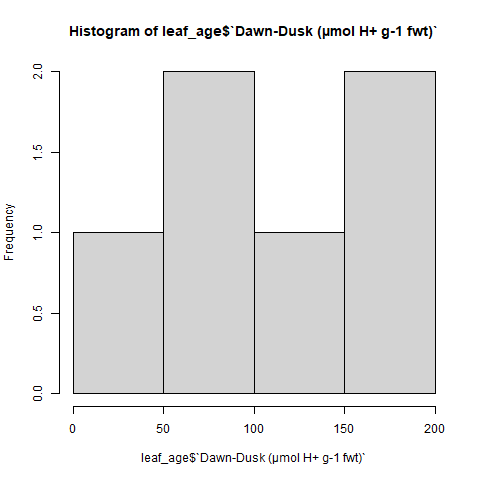 Histogram of leaf_age$`Dawn-Dusk (µmol H+ g-1 fwt)`
2.0
1.5
1.0
0.5
0.0
Frequency
0 50 100 150 200
leaf_age$`Dawn-Dusk (µmol H+ g-1 fwt)`